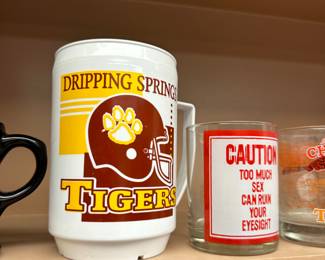 DRIPPING SPRINGS
TIGERS
CAUTION
TOO MUCH
SEX
CAN RUIN
YOUR
EYESIGHT